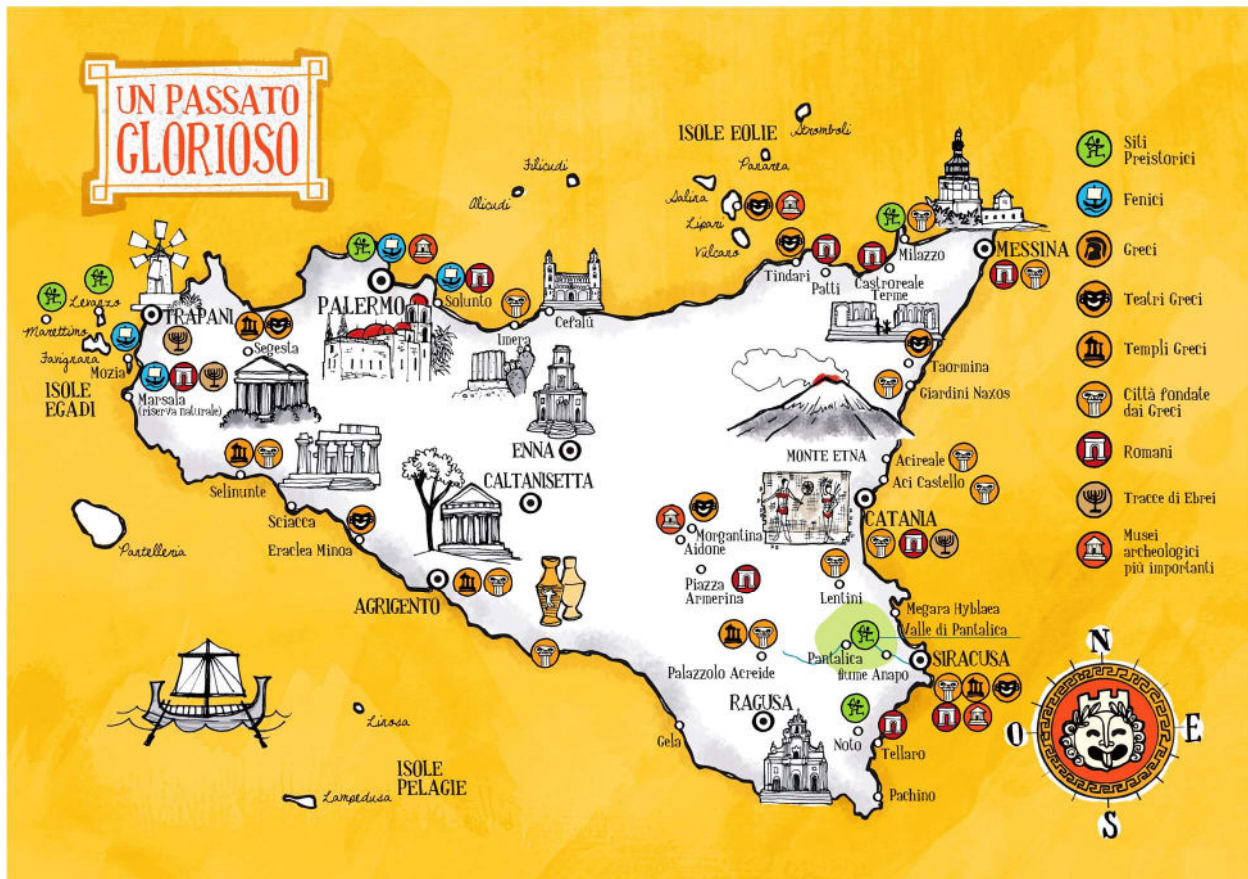 UN PASSATO
GLORIOSO
ISOLE EOLIE
Stromboli
Panarea
Filicudi
Alicudi
Salina
Lipari
Vulcano
Tindari
Patti
Castroreale
Terme
Milazzo
MESSINA
Levanzo
Marettimo
Favignana
Mozia
ISOLE
EGADI
TRAPANI
Marsala
(riserva naturale)
Segesta
PALERMO
Solunto
Imera
Cefalù
Taormina
Giardini Naxos
ENNA
CALTANISETTA
MONTE ETNA
Acireale
Aci Castello
CATANIA
Selinunte
Sciacca
Eraclea Minoa
Pantelleria
AGRIGENTO
Morgantina
Aidone
Piazza
Armerina
Lentini
Megara Hyblaea
Valle di Pantalica
Pantalica
fiume Anapo
SIRACUSA
Palazzolo Acreide
RAGUSA
Noto
Tellaro
Gela
Pachino
Linosa
ISOLE
PELAGIE
Lampedusa
Siti
Preistorici
Fenici
Greci
Teatri Greci
Templi Greci
Città fondate
dai Greci
Romani
Tracce di Ebrei
Musei
archeologici
più importanti
N
O
E
S